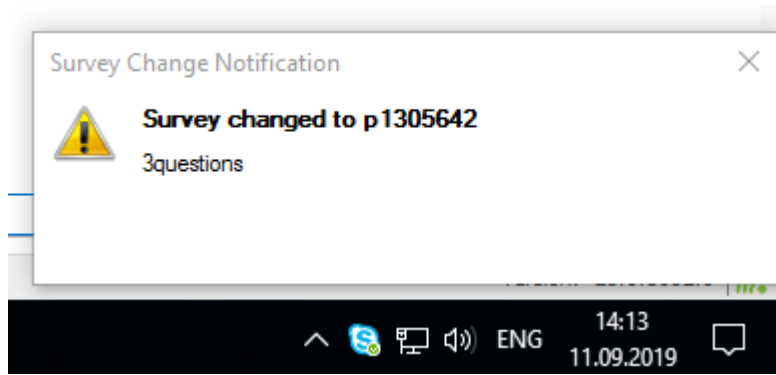 Survey Change Notification
Survey changed to p1305642
3questions
ENG
14:13
11.09.2019